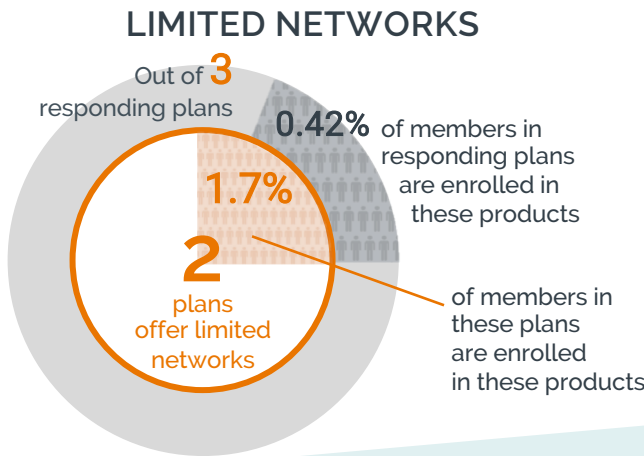 LIMITED NETWORKS
Out of 3
responding plans
0.42% of members in
responding plans
are enrolled in
these products
1.7%
2
plans
offer limited
networks
of members in
these plans
are enrolled
in these products